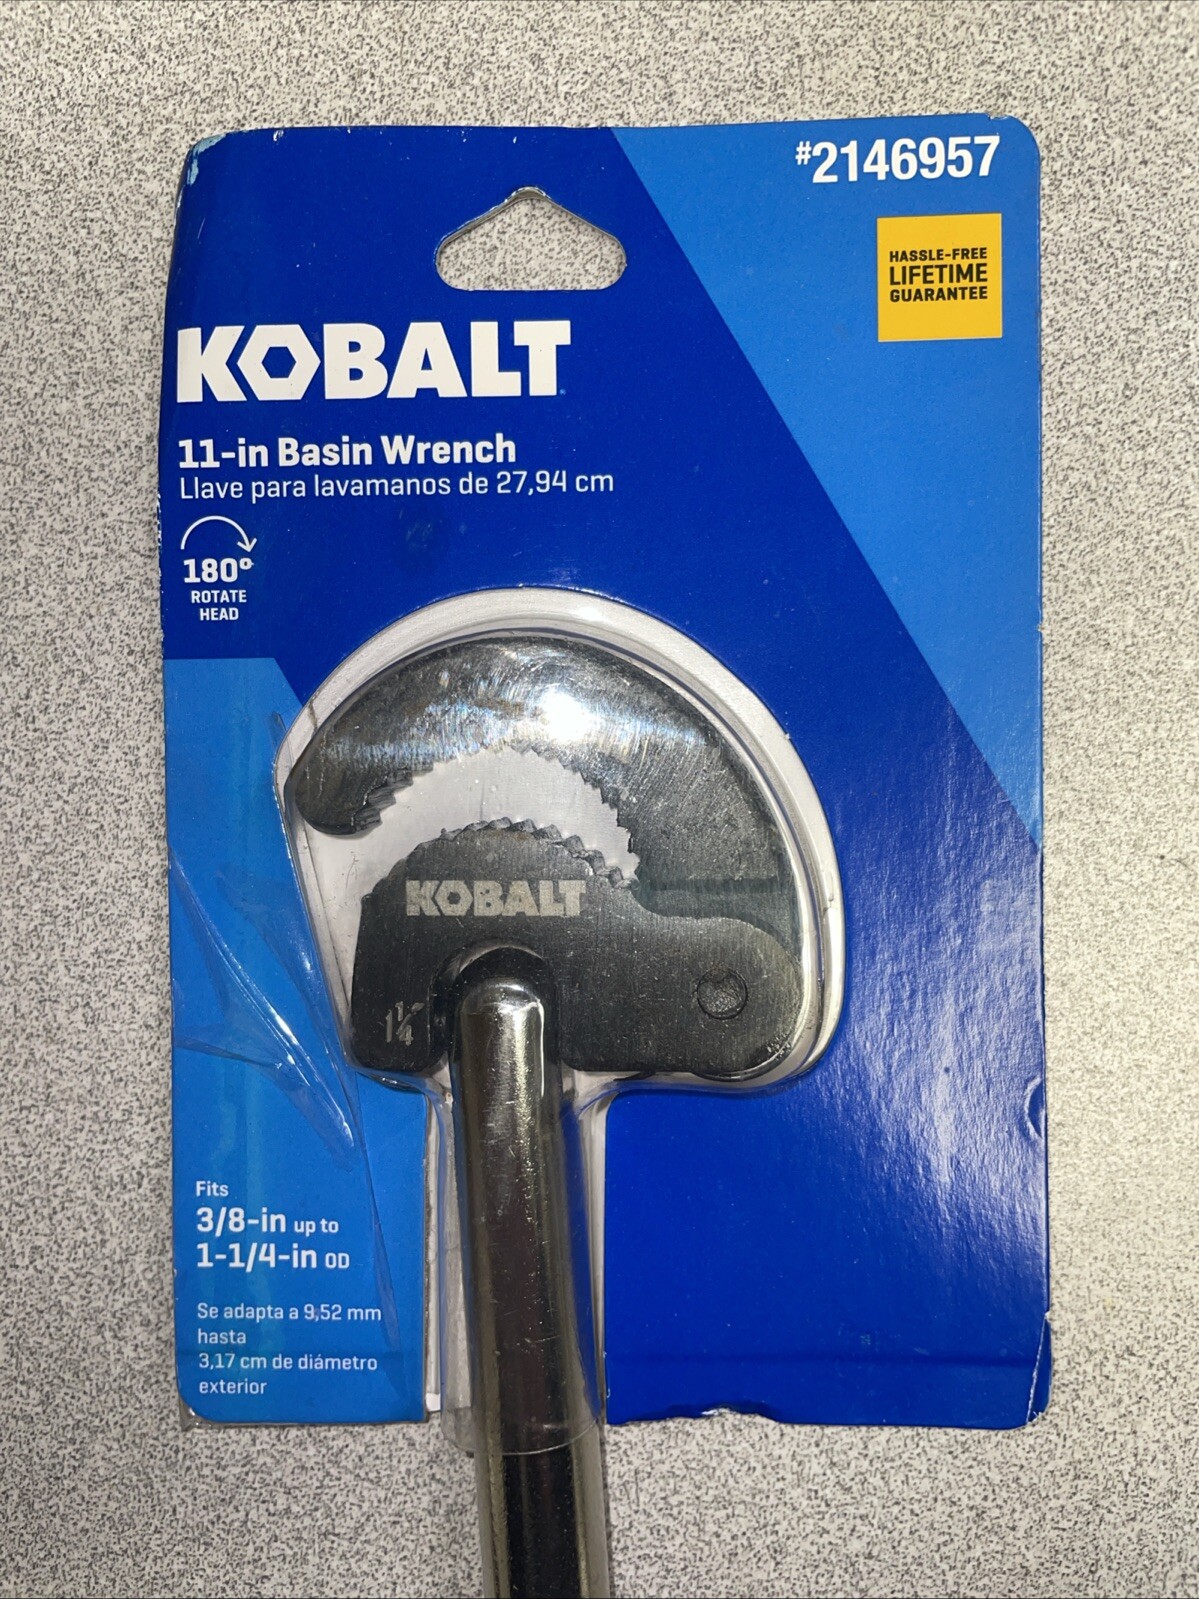 #2146957
HASSLE-FREE
LIFETIME
GUARANTEE
KOBALT
11-in Basin Wrench
Llave para lavamanos de 27,94 cm
180°
ROTATE
HEAD
KOBALT
1 1/4"
Fits
3/8-in up to
1-1/4-in OD
Se adapta a 9,52 mm
hasta
3,17 cm de diámetro
exterior